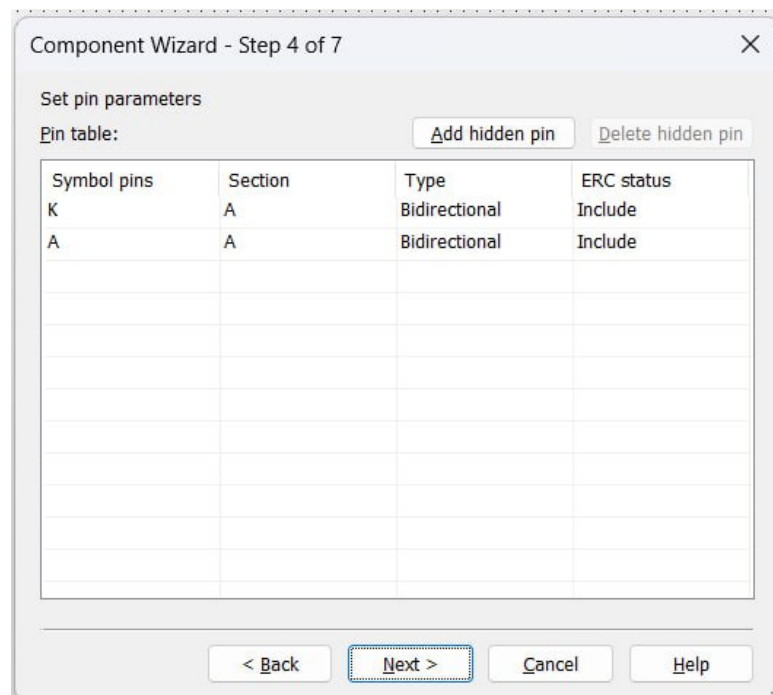 Component Wizard - Step 4 of 7
Set pin parameters
Pin table: Add hidden pin Delete hidden pin
Symbol pins Section Type ERC status
K A Bidirectional Include
A A Bidirectional Include
< Back Next > Cancel Help